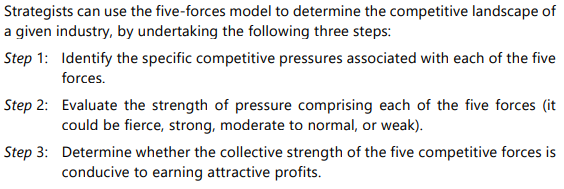 Strategists can use the five-forces model to determine the competitive landscape of
a given industry, by undertaking the following three steps:
Step 1: Identify the specific competitive pressures associated with each of the five
forces.
Step 2: Evaluate the strength of pressure comprising each of the five forces (it
could be fierce, strong, moderate to normal, or weak).
Step 3: Determine whether the collective strength of the five competitive forces is
conducive to earning attractive profits.